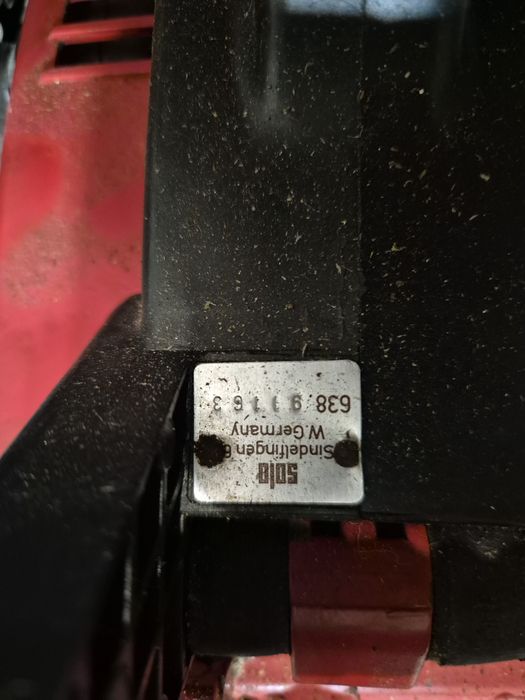 solo
Sindelfingen 6
W.Germany
638 91163